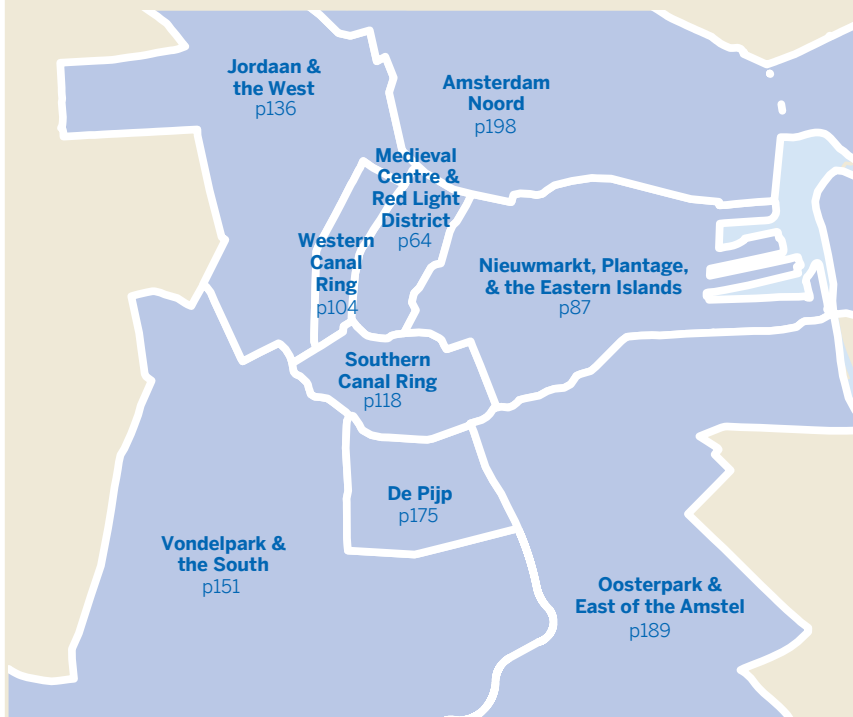 Jordaan &
the West
p136
Amsterdam
Noord
p198
Medieval
Centre &
Red Light
District
p64
Western
Canal
Ring
p104
Nieuwmarkt, Plantage,
& the Eastern Islands
p87
Southern
Canal Ring
p118
De Pijp
p175
Vondelpark &
the South
p151
Oosterpark &
East of the Amstel
p189